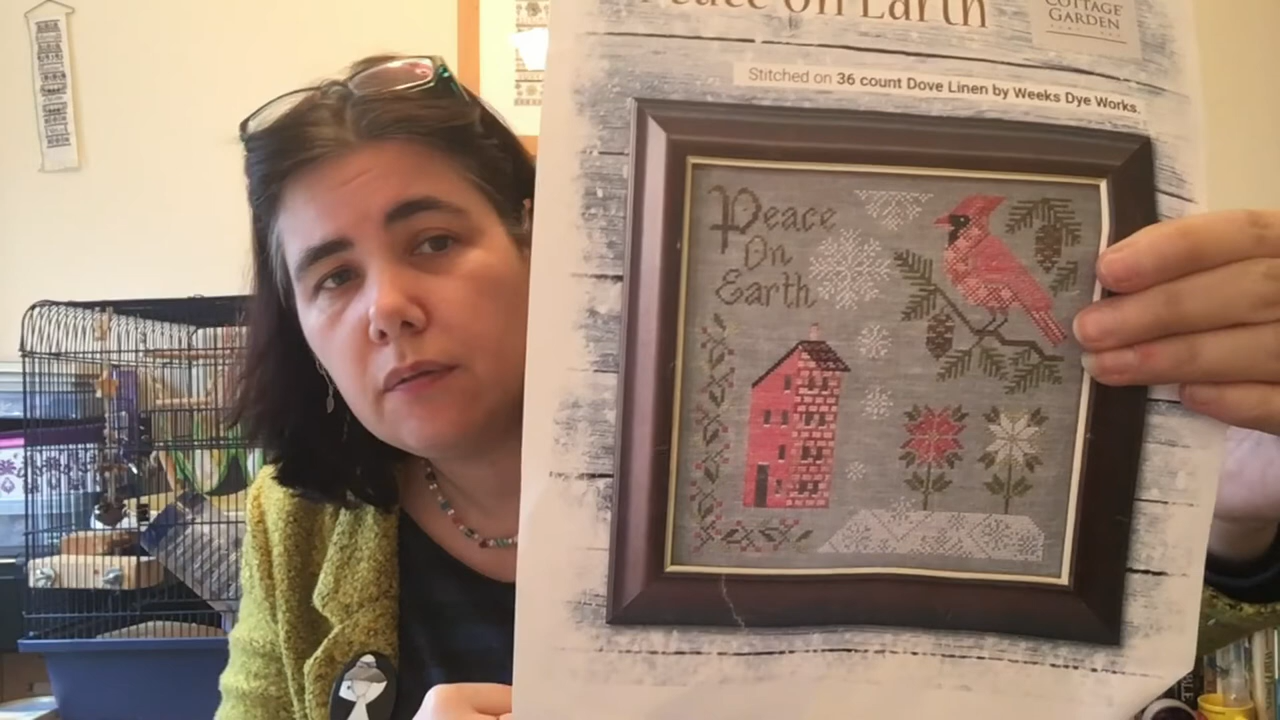 Peace on Earth
COTTAGE
GARDEN
Stitched on 36 count Dove Linen by Weeks Dye Works.
Peace
On
Earth